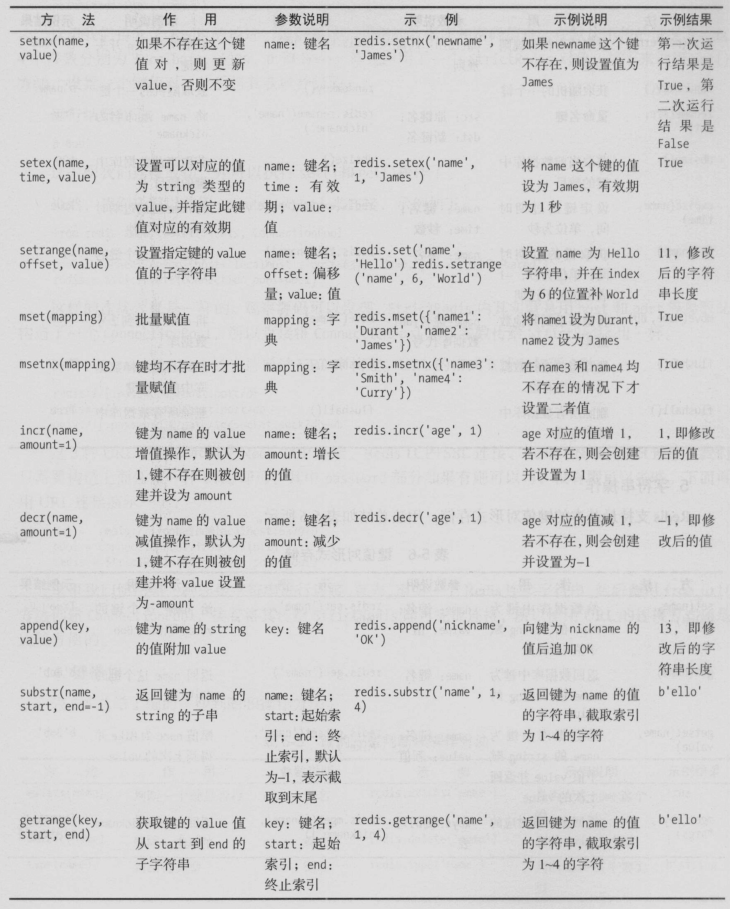 方 法 作 用 参数说明 示 例 示例说明 示例结果
setnx(name, 如果不存在这个键 name: 键名 redis.setnx('newname', 如果 newname 这个键 第一次运
value) 值对，则更新 'James') 不存在,则设置值为 行结果是
value，否则不变 James True，第
二次运行
结果是
False
setex(name, 设置可以对应的值 name: 键名； redis.setex('name', 将 name 这个键的值 True
time, value) 为 string 类型的 time：有效 1, 'James') 设为 James，有效期
value,并指定此键 期；value: 为 1 秒
值对应的有效期 值
setrange(name, 设置指定键的 value name: 键名； redis.set('name', 设置 name 为 Hello 11，修改
offset, value) 值的子字符串 offset: 偏移 'Hello') redis.setrange 字符串，并在 index 后的字符
量；value: 值 ('name', 6, 'World') 为 6 的位置补 World 串长度
mset(mapping) 批量赋值 mapping：字 redis.mset({'name1': 将 name1 设为 Durant, True
典 'Durant', 'name2': name2 设为 James
'James'})
msetnx(mapping) 键均不存在时才批 mapping：字 redis.msetnx({'name3': 在 name3 和 name4 均 True
量赋值 典 'Smith', 'name4': 不存在的情况下才
'Curry'}) 设置二者值
incr(name, 键为 name 的 value name: 键名； redis.incr('age', 1) age 对应的值增 1， 1，即修改
amount=1) 增值操作，默认为 amount: 增长 若不存在，则会创建 后的值
1,键不存在则被创 的值 并设置为 1
建并设为 amount
decr(name, 键为 name 的 value name: 键名； redis.decr('age', 1) age 对应的值减 1， -1，即修
amount=1) 减值操作，默认为 amount: 减少 若不存在，则会创建 改后的值
1,键不存在则被创 的值 并设置为-1
建并将 value 设置
为-amount
append(key, 键为 name 的 string key: 键名 redis.append('nickname', 向键为 nickname 的 13，即修
value) 的值附加 value 'OK') 值后追加 OK 改后的字
符串长度
substr(name, 返回键为 name 的 name: 键名； redis.substr('name', 1, 返回键为 name 的值 b'ello'
start, end=-1) string 的子串 start:起始索 4) 的字符串，截取索引
引；end: 终 为 1~4 的字符
止索引，默认
为-1，表示截
取到末尾
getrange(key, 获取键的 value 值 key: 键名； redis.getrange('name', 返回键为 name 的值 b'ello'
start, end) 从 start 到 end 的 start: 起始 1, 4) 的字符串，截取索引
子字符串 索引；end: 为 1~4 的字符
终止索引